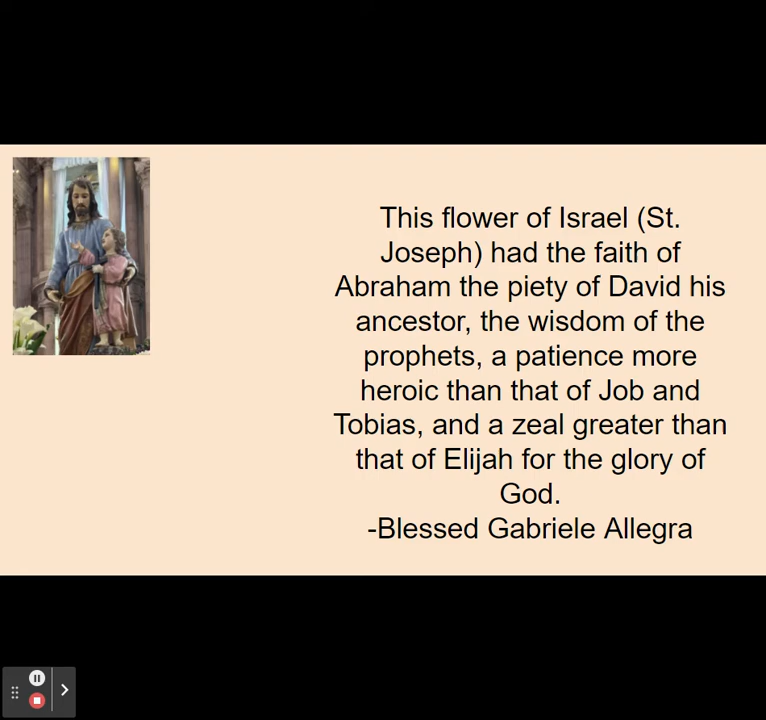 This flower of Israel (St.
Joseph) had the faith of
Abraham the piety of David his
ancestor, the wisdom of the
prophets, a patience more
heroic than that of Job and
Tobias, and a zeal greater than
that of Elijah for the glory of
God.
-Blessed Gabriele Allegra